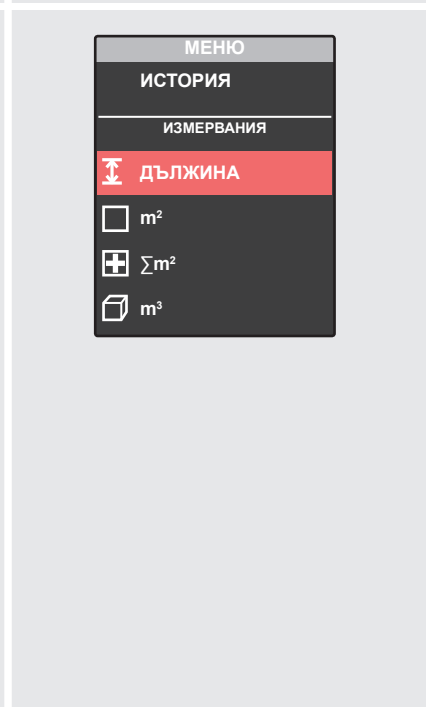 МЕНЮ
ИСТОРИЯ
ИЗМЕРВАНИЯ
ДЪЛЖИНА
m²
∑m²
m³